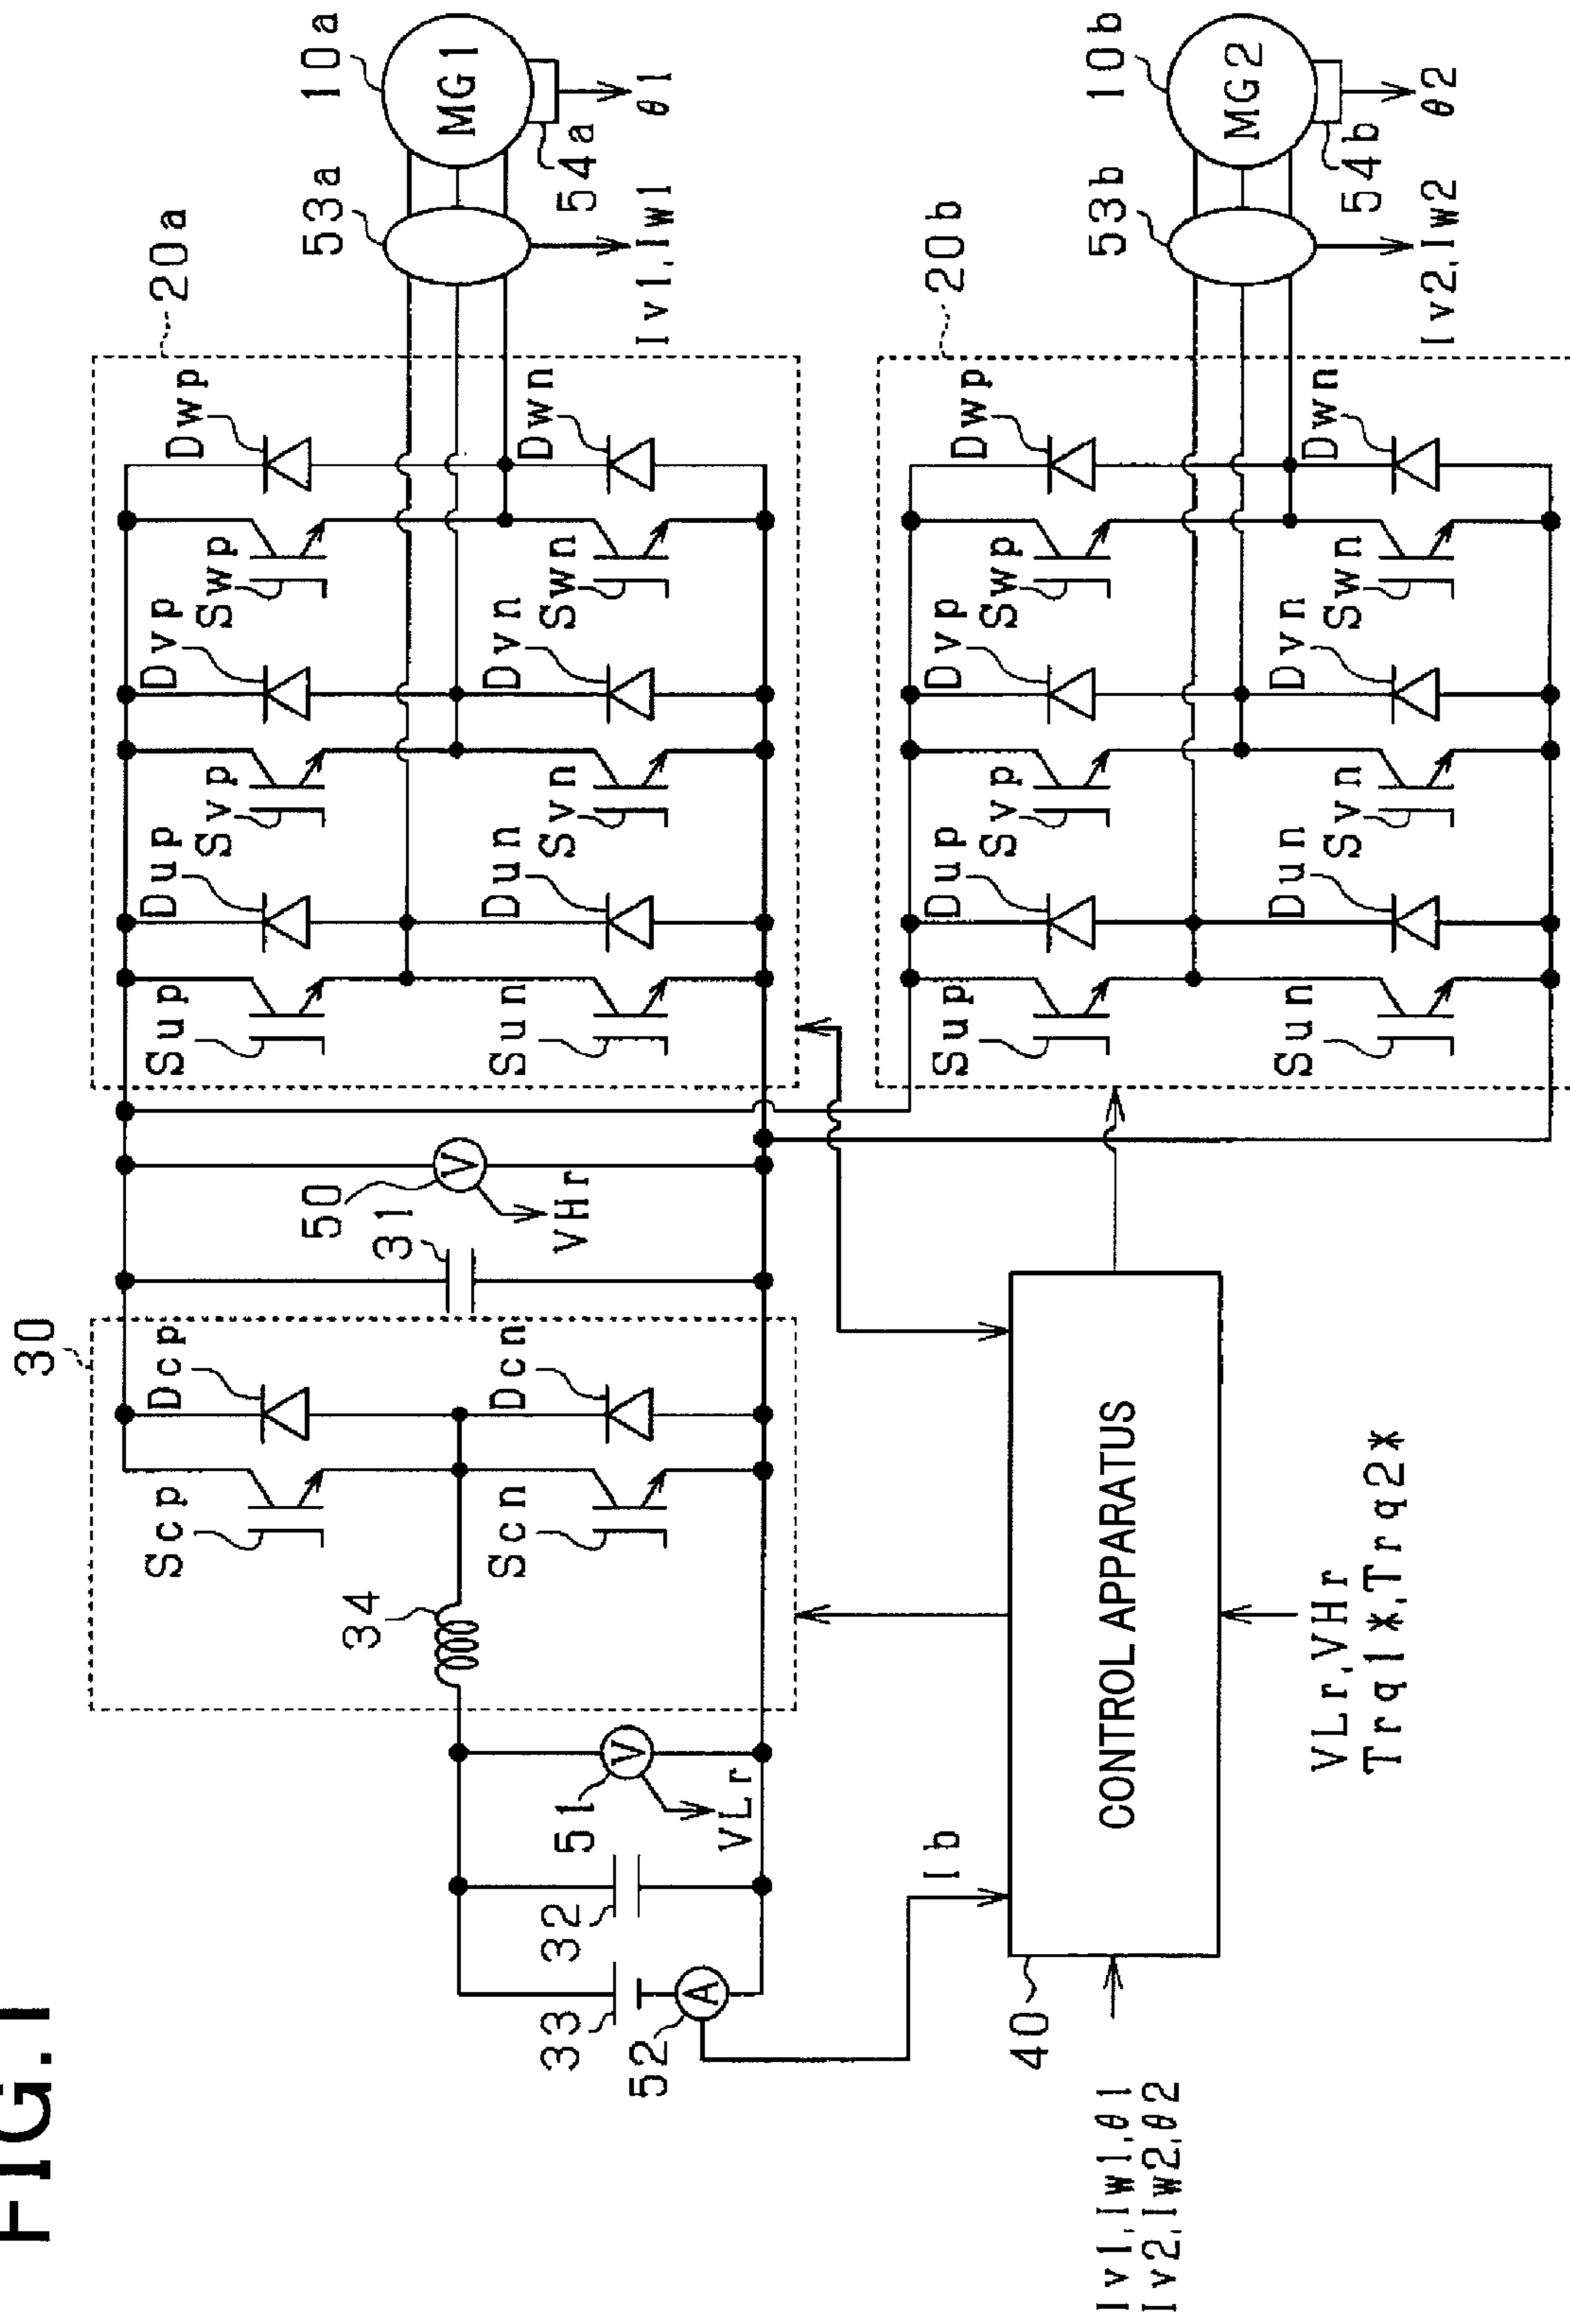 FIG.1
30
Scp
Dcp
Scn
Dcn
34
31
50
VHr
33
32
51
VLr
52
Ib
20a
Sup
Dup
Svp
Dvp
Swp
Dwp
Sun
Dun
Svn
Dvn
Swn
Dwn
53a
10a
MG1
54a
θ1
Iv1,Iw1
20b
Sup
Dup
Svp
Dvp
Swp
Dwp
Sun
Dun
Svn
Dvn
Swn
Dwn
53b
10b
MG2
54b
θ2
Iv2,Iw2
V
V
A
40
CONTROL APPARATUS
Iv1,Iw1,θ1
Iv2,Iw2,θ2
VLr,VHr
Trq1*,Trq2*